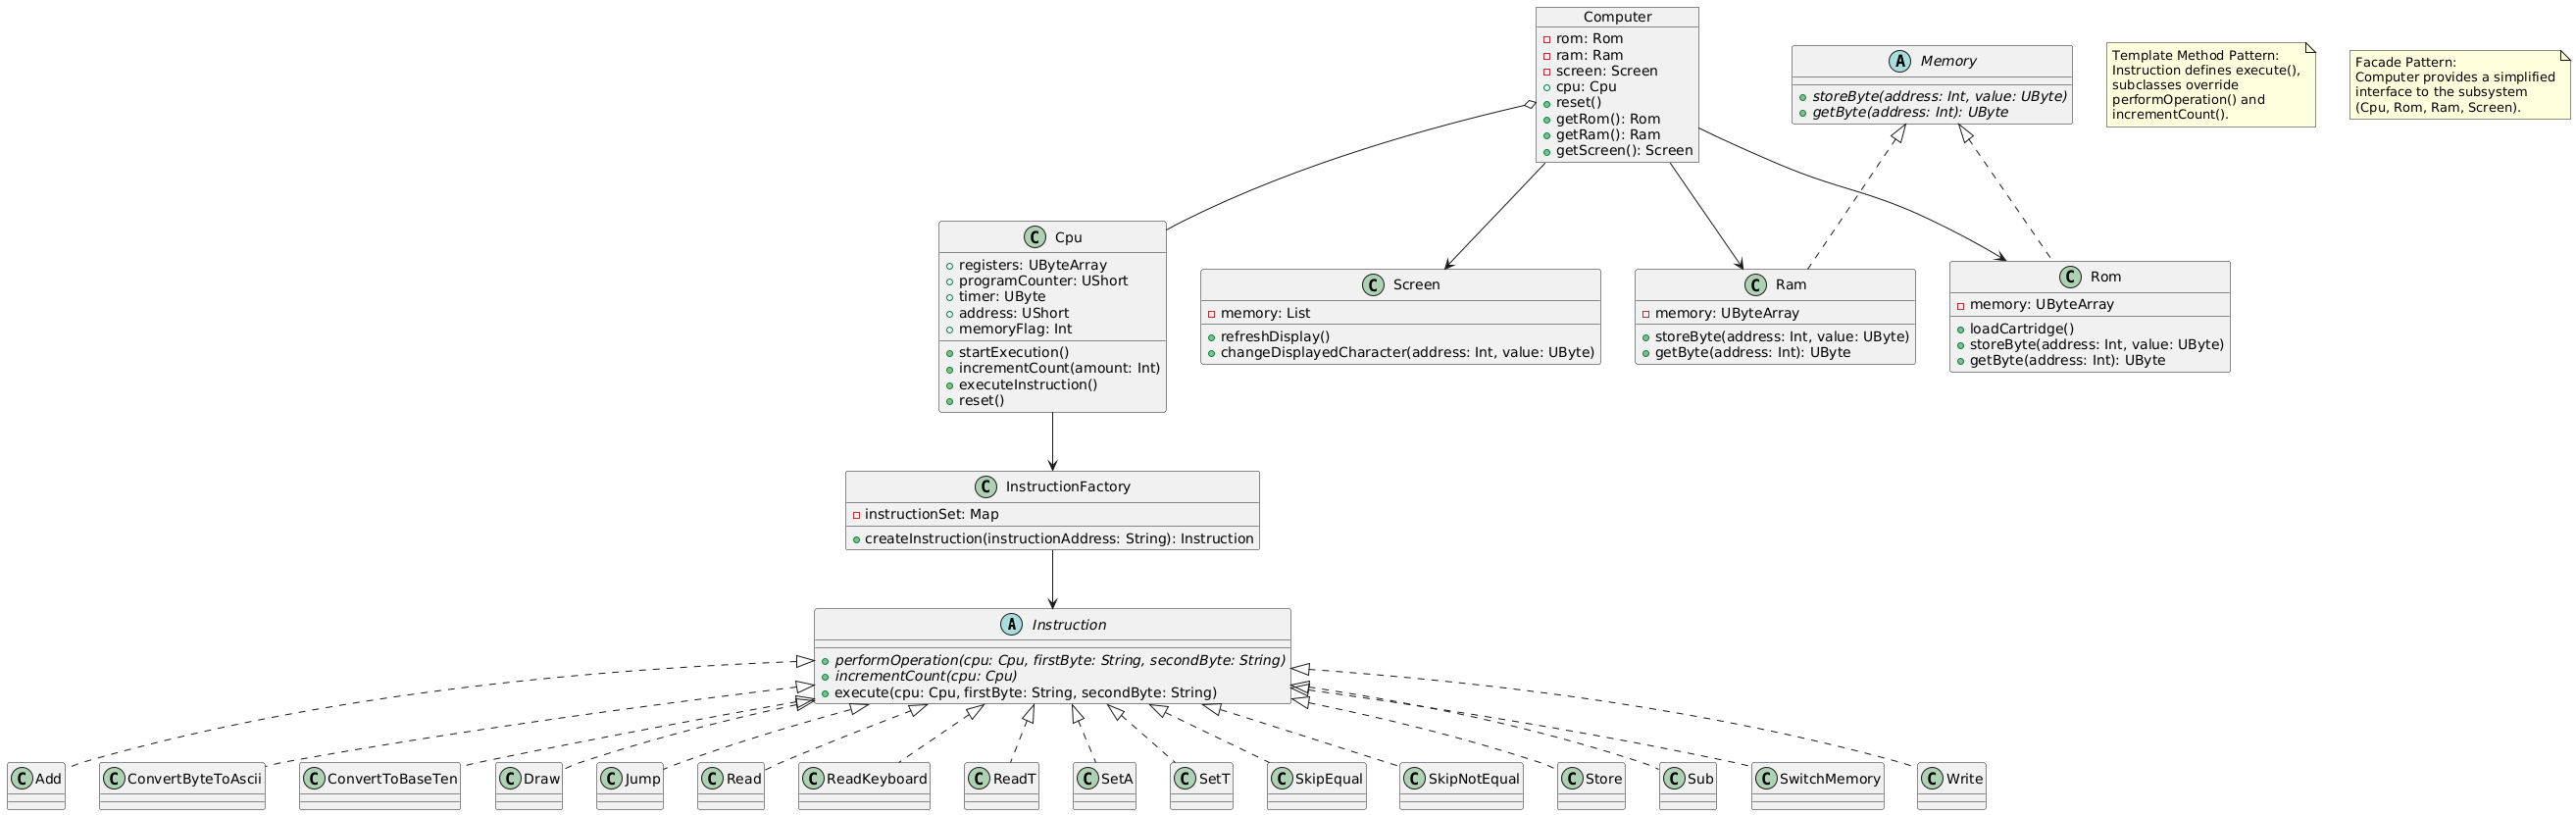 Computer
rom: Rom
ram: Ram
screen: Screen
cpu: Cpu
reset()
getRom(): Rom
getRam(): Ram
getScreen(): Screen
A Memory
storeByte(address: Int, value: UByte)
getByte(address: Int): UByte
Template Method Pattern:
Instruction defines execute(),
subclasses override
performOperation() and
incrementCount().
Facade Pattern:
Computer provides a simplified
interface to the subsystem
(Cpu, Rom, Ram, Screen).
C Cpu
registers: UByteArray
programCounter: UShort
timer: UByte
address: UShort
memoryFlag: Int
startExecution()
incrementCount(amount: Int)
executeInstruction()
reset()
C Screen
memory: List
refreshDisplay()
changeDisplayedCharacter(address: Int, value: UByte)
C Ram
memory: UByteArray
storeByte(address: Int, value: UByte)
getByte(address: Int): UByte
C Rom
memory: UByteArray
loadCartridge()
storeByte(address: Int, value: UByte)
getByte(address: Int): UByte
C InstructionFactory
instructionSet: Map
createInstruction(instructionAddress: String): Instruction
A Instruction
performOperation(cpu: Cpu, firstByte: String, secondByte: String)
incrementCount(cpu: Cpu)
execute(cpu: Cpu, firstByte: String, secondByte: String)
C Add
C ConvertByteToAscii
C ConvertToBaseTen
C Draw
C Jump
C Read
C ReadKeyboard
C ReadT
C SetA
C SetT
C SkipEqual
C SkipNotEqual
C Store
C Sub
C SwitchMemory
C Write